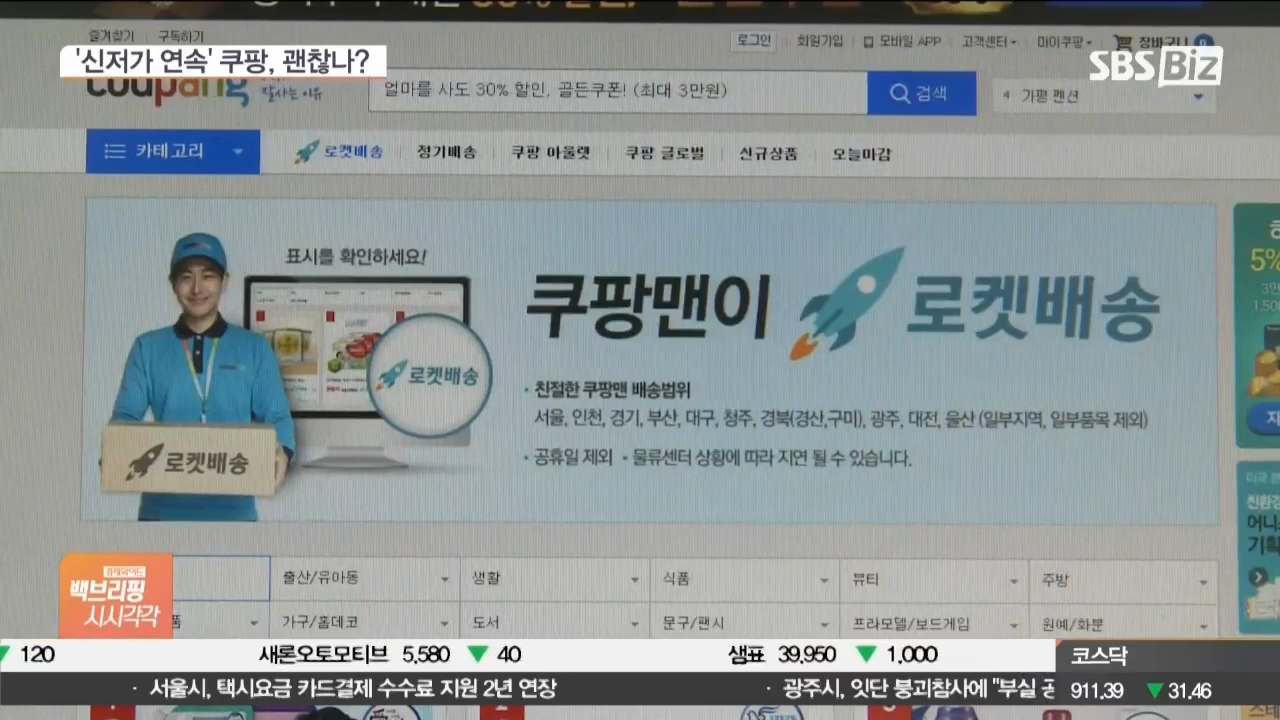 즐겨찾기 구독하기
'신저가 연속' 쿠팡, 괜찮나?
로그인 회원가입 모바일 APP 고객센터 마이쿠팡 장바구니 0
SBS Biz
coupang 잘사는 이유
얼마를 사도 30% 할인, 골든쿠폰! (최대 3만원)
검색
4 가평 펜션
카테고리
로켓배송 정기배송 쿠팡 아울렛 쿠팡 글로벌 신규상품 오늘마감
표시를 확인하세요!
로켓배송
로켓배송
쿠팡맨이 로켓배송
· 친절한 쿠팡맨 배송범위
서울, 인천, 경기, 부산, 대구, 청주, 경북(경산,구미), 광주, 대전, 울산 (일부지역, 일부품목 제외)
· 공휴일 제외 · 물류센터 상황에 따라 지연 될 수 있습니다.
5%
출산/유아동 생활 식품 뷰티 주방
가구/홈데코 도서 문구/팬시 프라모델/보드게임 원예/화분
경제와이드
백브리핑
시시각각
▼ 120 새론오토모티브 5,580 ▼ 40 샘표 39,950 ▼ 1,000
코스닥
911.39 ▼ 31.46
· 서울시, 택시요금 카드결제 수수료 지원 2년 연장 · 광주시, 잇단 붕괴참사에 "부실 공